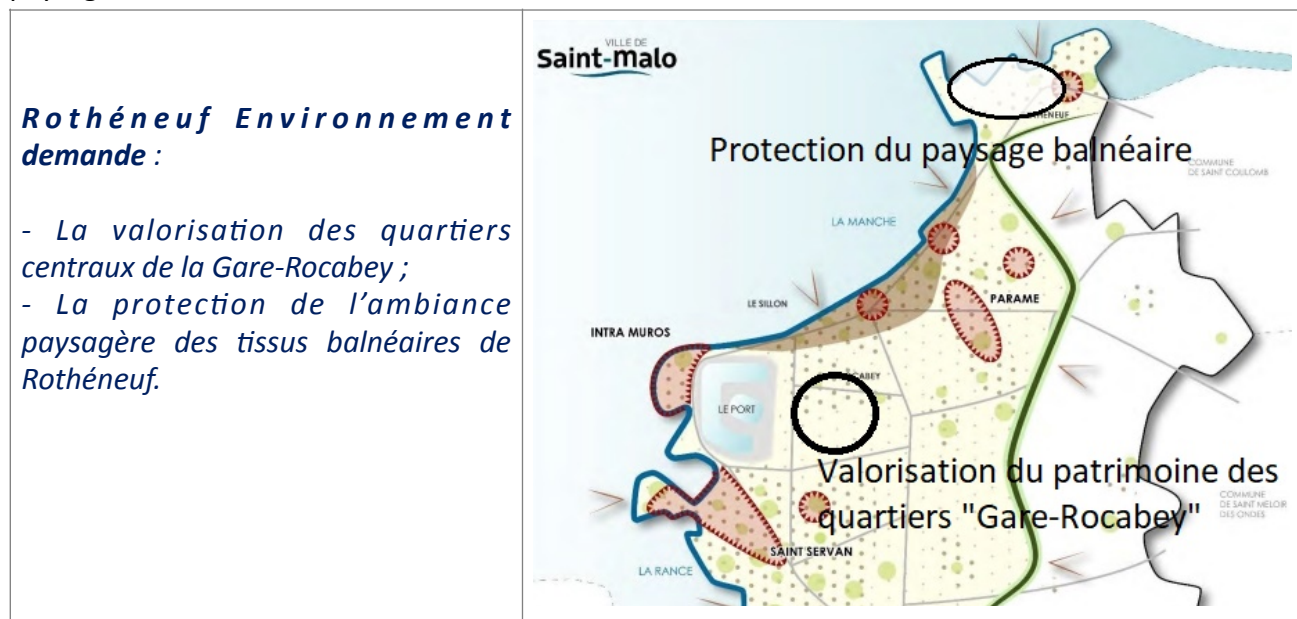 Rothéneuf Environnement
demande :
- La valorisation des quartiers
centraux de la Gare-Rocabey ;
- La protection de l'ambiance
paysagère des tissus balnéaires de
Rothéneuf.
VILLE DE
Saint-malo
Protection du paysage balnéaire
COMMUNE
DE SAINT COULOMB
LA MANCHE
LE SILLON
PARAME
INTRA MUROS
LE PORT
Valorisation du patrimoine des
quartiers "Gare-Rocabey"
COMMUNE
DE SAINT MELOIR
DES ONDES
SAINT SERVAN
LA RANCE